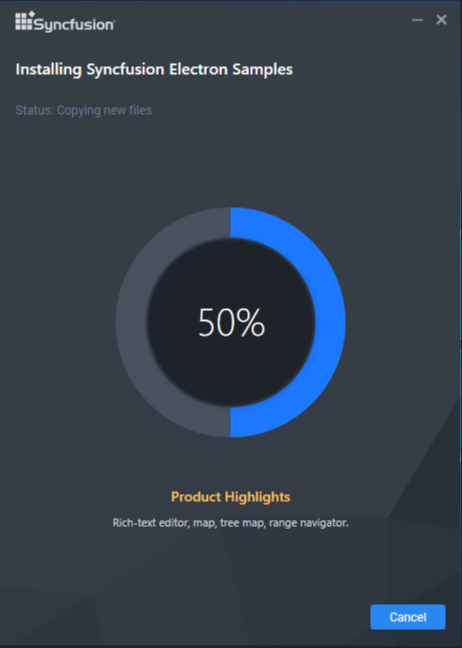 Syncfusion
Installing Syncfusion Electron Samples
Status: Copying new files
50%
Product Highlights
Rich-text editor, map, tree map, range navigator.
Cancel